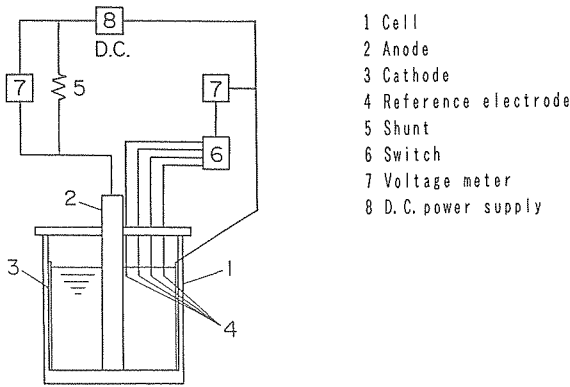 8
D.C.
7
5
7
6
2
3
1
4
1 Cell
2 Anode
3 Cathode
4 Reference electrode
5 Shunt
6 Switch
7 Voltage meter
8 D.C. power supply